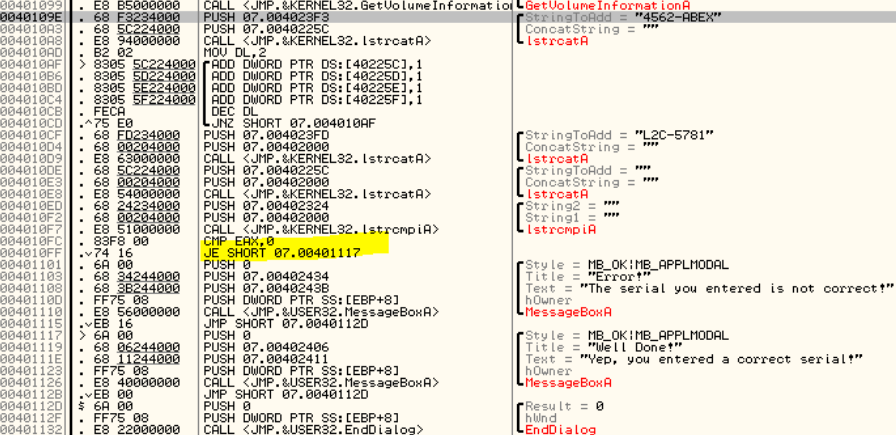 00401099 . E8 B5000000 CALL <JMP.&KERNEL32.GetVolumeInformation GetVolumeInformationA
0040109E . 68 F3234000 PUSH 07.004023F3 StringToAdd = "4562-ABEX"
004010A3 . 68 5C224000 PUSH 07.0040225C ConcatString = ""
004010A8 . E8 94000000 CALL <JMP.&KERNEL32.lstrcatA> lstrcatA
004010AD . B2 02 MOV DL,2
004010AF > 8305 5C224000 ADD DWORD PTR DS:[40225C],1
004010B6 . 8305 5D224000 ADD DWORD PTR DS:[40225D],1
004010BD . 8305 5E224000 ADD DWORD PTR DS:[40225E],1
004010C4 . 8305 5F224000 ADD DWORD PTR DS:[40225F],1
004010CB . FECA DEC DL
004010CD .^75 E0 JNZ SHORT 07.004010AF
004010CF . 68 FD234000 PUSH 07.004023FD StringToAdd = "L2C-5781"
004010D4 . 68 00204000 PUSH 07.00402000 ConcatString = ""
004010D9 . E8 63000000 CALL <JMP.&KERNEL32.lstrcatA> lstrcatA
004010DE . 68 5C224000 PUSH 07.0040225C StringToAdd = ""
004010E3 . 68 00204000 PUSH 07.00402000 ConcatString = ""
004010E8 . E8 54000000 CALL <JMP.&KERNEL32.lstrcatA> lstrcatA
004010ED . 68 24234000 PUSH 07.00402324 String2 = ""
004010F2 . 68 00204000 PUSH 07.00402000 String1 = ""
004010F7 . E8 51000000 CALL <JMP.&KERNEL32.lstrcmpiA> lstrcmpiA
004010FC . 83F8 00 CMP EAX,0
004010FF .v74 16 JE SHORT 07.00401117
00401101 . 6A 00 PUSH 0 Style = MB_OK|MB_APPLMODAL
00401103 . 68 34244000 PUSH 07.00402434 Title = "Error!"
00401108 . 68 3B244000 PUSH 07.0040243B Text = "The serial you entered is not correct!"
0040110D . FF75 08 PUSH DWORD PTR SS:[EBP+8] hOwner
00401110 . E8 56000000 CALL <JMP.&USER32.MessageBoxA> MessageBoxA
00401115 .vEB 16 JMP SHORT 07.0040112D
00401117 > 6A 00 PUSH 0 Style = MB_OK|MB_APPLMODAL
00401119 . 68 06244000 PUSH 07.00402406 Title = "Well Done!"
0040111E . 68 11244000 PUSH 07.00402411 Text = "Yep, you entered a correct serial!"
00401123 . FF75 08 PUSH DWORD PTR SS:[EBP+8] hOwner
00401126 . E8 40000000 CALL <JMP.&USER32.MessageBoxA> MessageBoxA
0040112B .vEB 00 JMP SHORT 07.0040112D
0040112D $ 6A 00 PUSH 0 Result = 0
0040112F . FF75 08 PUSH DWORD PTR SS:[EBP+8] hWnd
00401132 . E8 22000000 CALL <JMP.&USER32.EndDialog> EndDialog